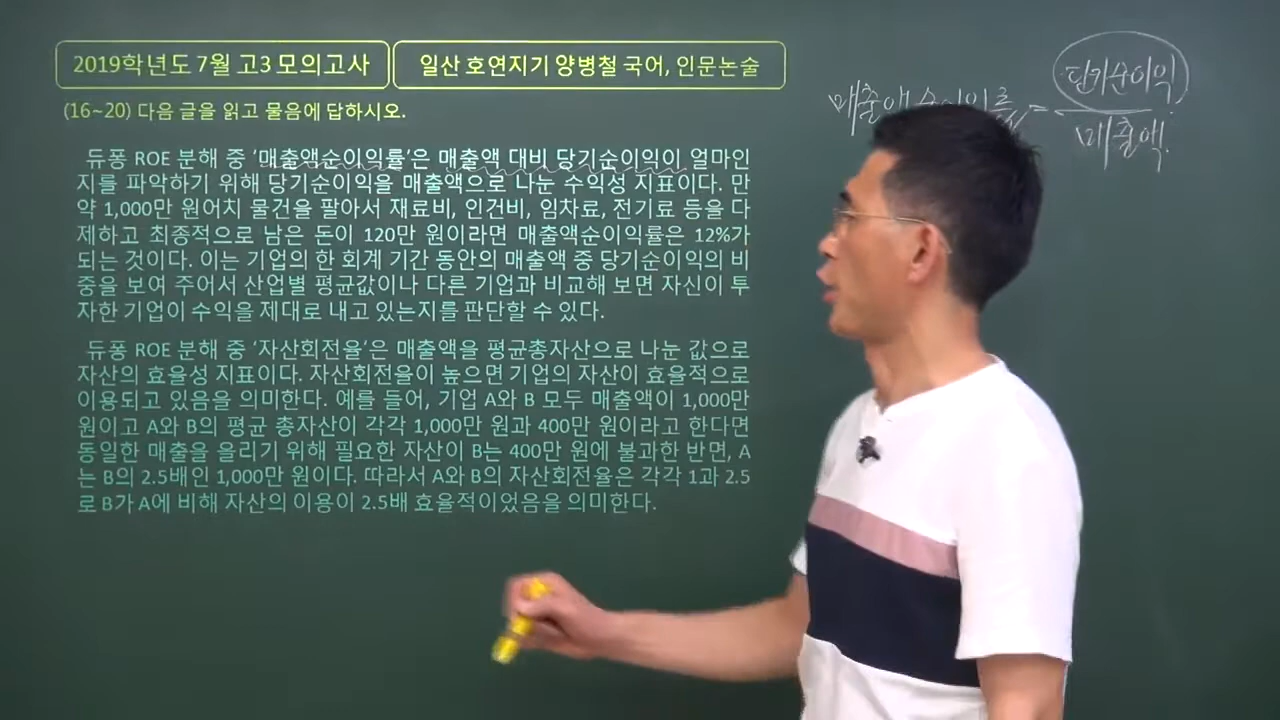 2019학년도 7월 고3 모의고사
일산 호연지기 양병철 국어, 인문논술
(16~20) 다음 글을 읽고 물음에 답하시오.
듀퐁 ROE 분해 중 '매출액순이익률'은 매출액 대비 당기순이익이 얼마인
지를 파악하기 위해 당기순이익을 매출액으로 나눈 수익성 지표이다. 만
약 1,000만 원어치 물건을 팔아서 재료비, 인건비, 임차료, 전기료 등을 다
제하고 최종적으로 남은 돈이 120만 원이라면 매출액순이익률은 12%가
되는 것이다. 이는 기업의 한 회계 기간 동안의 매출액 중 당기순이익의 비
중을 보여 주어서 산업별 평균값이나 다른 기업과 비교해 보면 자신이 투
자한 기업이 수익을 제대로 내고 있는지를 판단할 수 있다.
듀퐁 ROE 분해 중 '자산회전율'은 매출액을 평균총자산으로 나눈 값으로
자산의 효율성 지표이다. 자산회전율이 높으면 기업의 자산이 효율적으로
이용되고 있음을 의미한다. 예를 들어, 기업 A와 B 모두 매출액이 1,000만
원이고 A와 B의 평균 총자산이 각각 1,000만 원과 400만 원이라고 한다면
동일한 매출을 올리기 위해 필요한 자산이 B는 400만 원에 불과한 반면, A
는 B의 2.5배인 1,000만 원이다. 따라서 A와 B의 자산회전율은 각각 1과 2.5
로 B가 A에 비해 자산의 이용이 2.5배 효율적이었음을 의미한다.
매출액순이익률 = 당기순이익
매출액